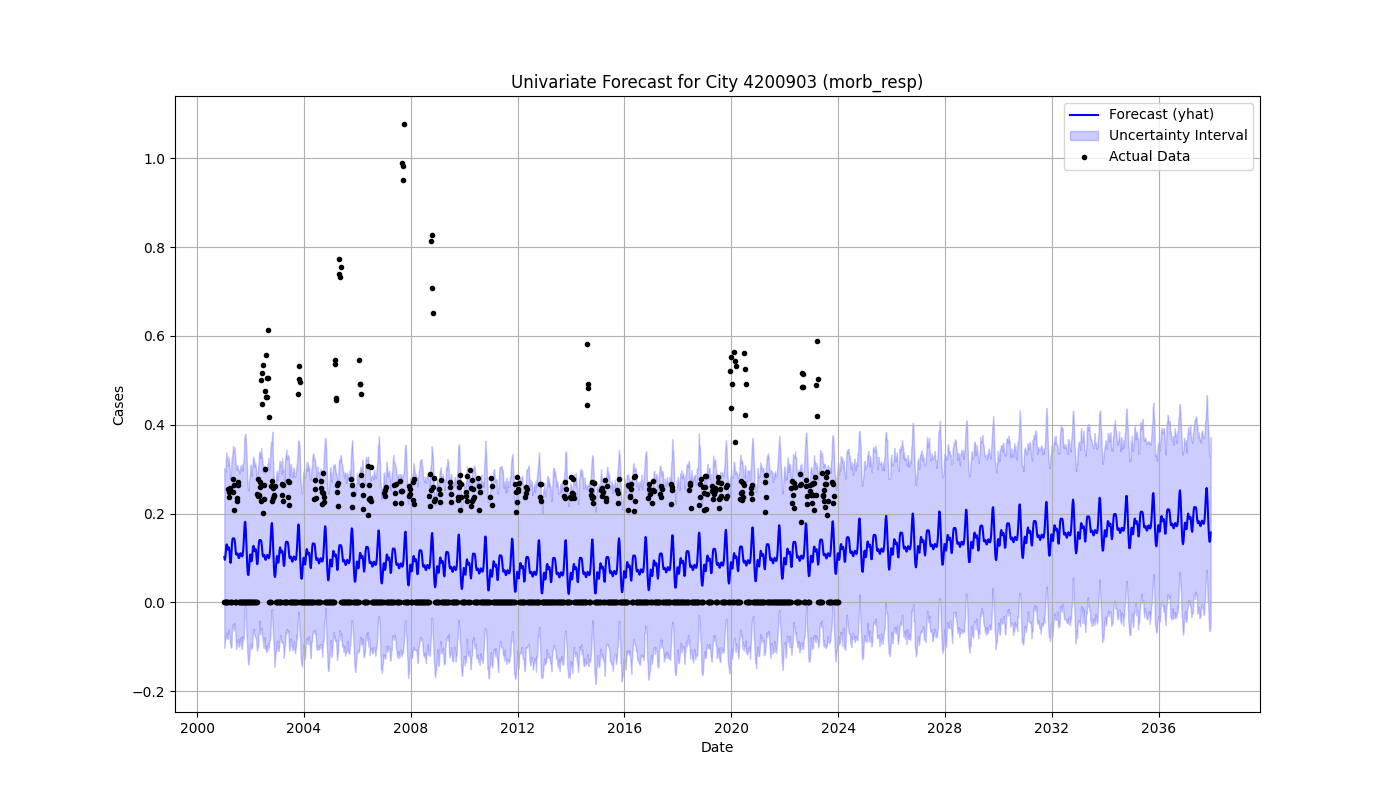 Univariate Forecast for City 4200903 (morb_resp)
Forecast (yhat)
Uncertainty Interval
Actual Data
Cases
1.0
0.8
0.6
0.4
0.2
0.0
−0.2
2000 2004 2008 2012 2016 2020 2024 2028 2032 2036
Date